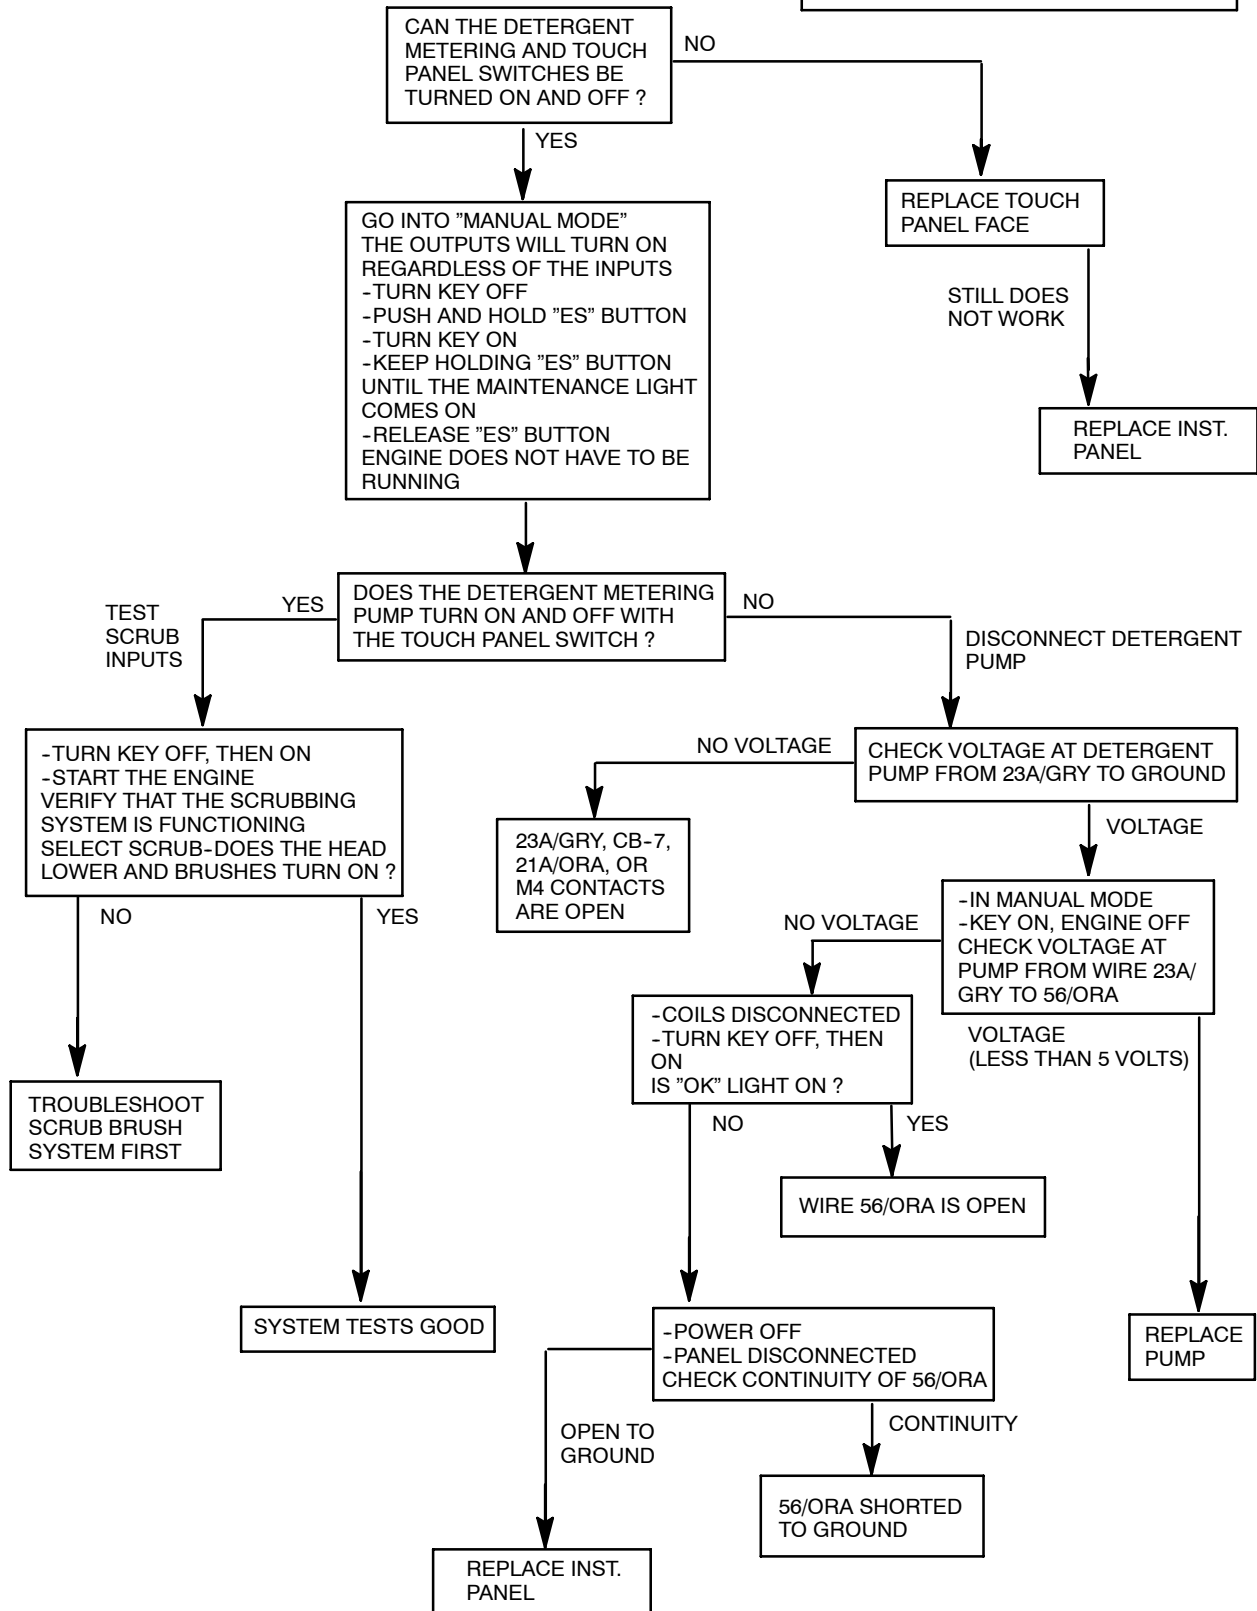 CAN THE DETERGENT
METERING AND TOUCH
PANEL SWITCHES BE
TURNED ON AND OFF ?
NO
YES
REPLACE TOUCH
PANEL FACE
GO INTO ”MANUAL MODE”
THE OUTPUTS WILL TURN ON
REGARDLESS OF THE INPUTS
-TURN KEY OFF
-PUSH AND HOLD ”ES” BUTTON
-TURN KEY ON
-KEEP HOLDING ”ES” BUTTON
UNTIL THE MAINTENANCE LIGHT
COMES ON
-RELEASE ”ES” BUTTON
ENGINE DOES NOT HAVE TO BE
RUNNING
STILL DOES
NOT WORK
REPLACE INST.
PANEL
DOES THE DETERGENT METERING
PUMP TURN ON AND OFF WITH
THE TOUCH PANEL SWITCH ?
YES
NO
TEST
SCRUB
INPUTS
DISCONNECT DETERGENT
PUMP
-TURN KEY OFF, THEN ON
-START THE ENGINE
VERIFY THAT THE SCRUBBING
SYSTEM IS FUNCTIONING
SELECT SCRUB-DOES THE HEAD
LOWER AND BRUSHES TURN ON ?
NO VOLTAGE
CHECK VOLTAGE AT DETERGENT
PUMP FROM 23A/GRY TO GROUND
23A/GRY, CB-7,
21A/ORA, OR
M4 CONTACTS
ARE OPEN
VOLTAGE
NO
YES
NO VOLTAGE
-IN MANUAL MODE
-KEY ON, ENGINE OFF
CHECK VOLTAGE AT
PUMP FROM WIRE 23A/
GRY TO 56/ORA
-COILS DISCONNECTED
-TURN KEY OFF, THEN
ON
IS ”OK” LIGHT ON ?
VOLTAGE
(LESS THAN 5 VOLTS)
TROUBLESHOOT
SCRUB BRUSH
SYSTEM FIRST
NO
YES
WIRE 56/ORA IS OPEN
SYSTEM TESTS GOOD
-POWER OFF
-PANEL DISCONNECTED
CHECK CONTINUITY OF 56/ORA
REPLACE
PUMP
OPEN TO
GROUND
CONTINUITY
56/ORA SHORTED
TO GROUND
REPLACE INST.
PANEL